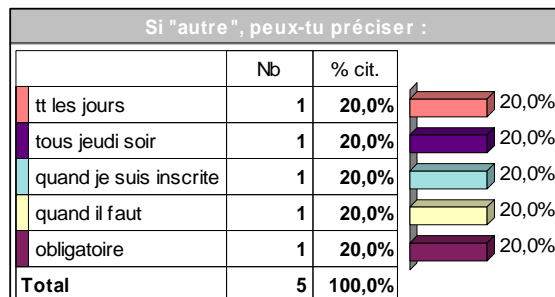 Si "autre", peux-tu préciser :
Nb % cit.
tt les jours 1 20,0% 20,0%
tous jeudi soir 1 20,0% 20,0%
quand je suis inscrite 1 20,0% 20,0%
quand il faut 1 20,0% 20,0%
obligatoire 1 20,0% 20,0%
Total 5 100,0%